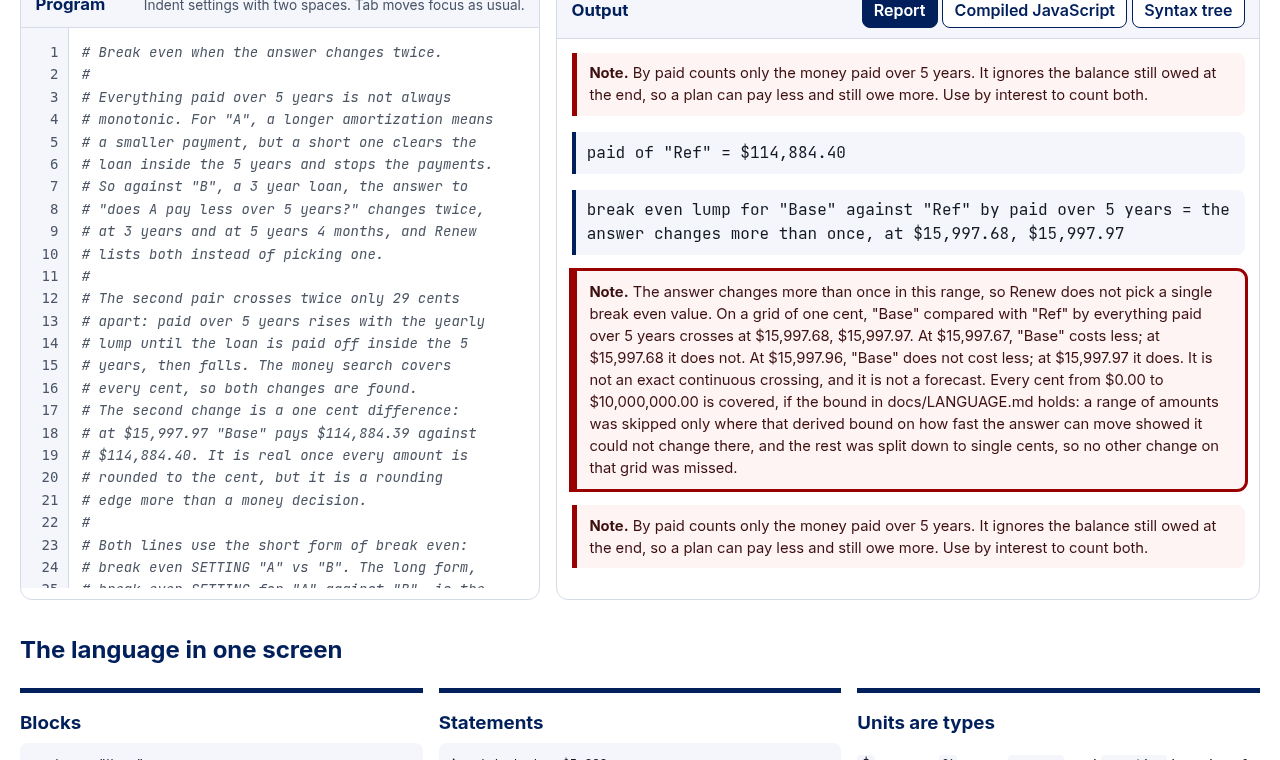 Program
Indent settings with two spaces. Tab moves focus as usual.
1 # Break even when the answer changes twice.
2 #
3 # Everything paid over 5 years is not always
4 # monotonic. For "A", a longer amortization means
5 # a smaller payment, but a short one clears the
6 # loan inside the 5 years and stops the payments.
7 # So against "B", a 3 year loan, the answer to
8 # "does A pay less over 5 years?" changes twice,
9 # at 3 years and at 5 years 4 months, and Renew
10 # lists both instead of picking one.
11 #
12 # The second pair crosses twice only 29 cents
13 # apart: paid over 5 years rises with the yearly
14 # lump until the loan is paid off inside the 5
15 # years, then falls. The money search covers
16 # every cent, so both changes are found.
17 # The second change is a one cent difference:
18 # at $15,997.97 "Base" pays $114,884.39 against
19 # $114,884.40. It is real once every amount is
20 # rounded to the cent, but it is a rounding
21 # edge more than a money decision.
22 #
23 # Both lines use the short form of break even:
24 # break even SETTING "A" vs "B". The long form,
25 # break even SETTING for "A" against "B", is the
Output
Report
Compiled JavaScript
Syntax tree
Note. By paid counts only the money paid over 5 years. It ignores the balance still owed at
the end, so a plan can pay less and still owe more. Use by interest to count both.
paid of "Ref" = $114,884.40
break even lump for "Base" against "Ref" by paid over 5 years = the
answer changes more than once, at $15,997.68, $15,997.97
Note. The answer changes more than once in this range, so Renew does not pick a single
break even value. On a grid of one cent, "Base" compared with "Ref" by everything paid
over 5 years crosses at $15,997.68, $15,997.97. At $15,997.67, "Base" costs less; at
$15,997.68 it does not. At $15,997.96, "Base" does not cost less; at $15,997.97 it does. It is
not an exact continuous crossing, and it is not a forecast. Every cent from $0.00 to
$10,000,000.00 is covered, if the bound in docs/LANGUAGE.md holds: a range of amounts
was skipped only where that derived bound on how fast the answer can move showed it
could not change there, and the rest was split down to single cents, so no other change on
that grid was missed.
Note. By paid counts only the money paid over 5 years. It ignores the balance still owed at
the end, so a plan can pay less and still owe more. Use by interest to count both.
The language in one screen
Blocks
Statements
Units are types